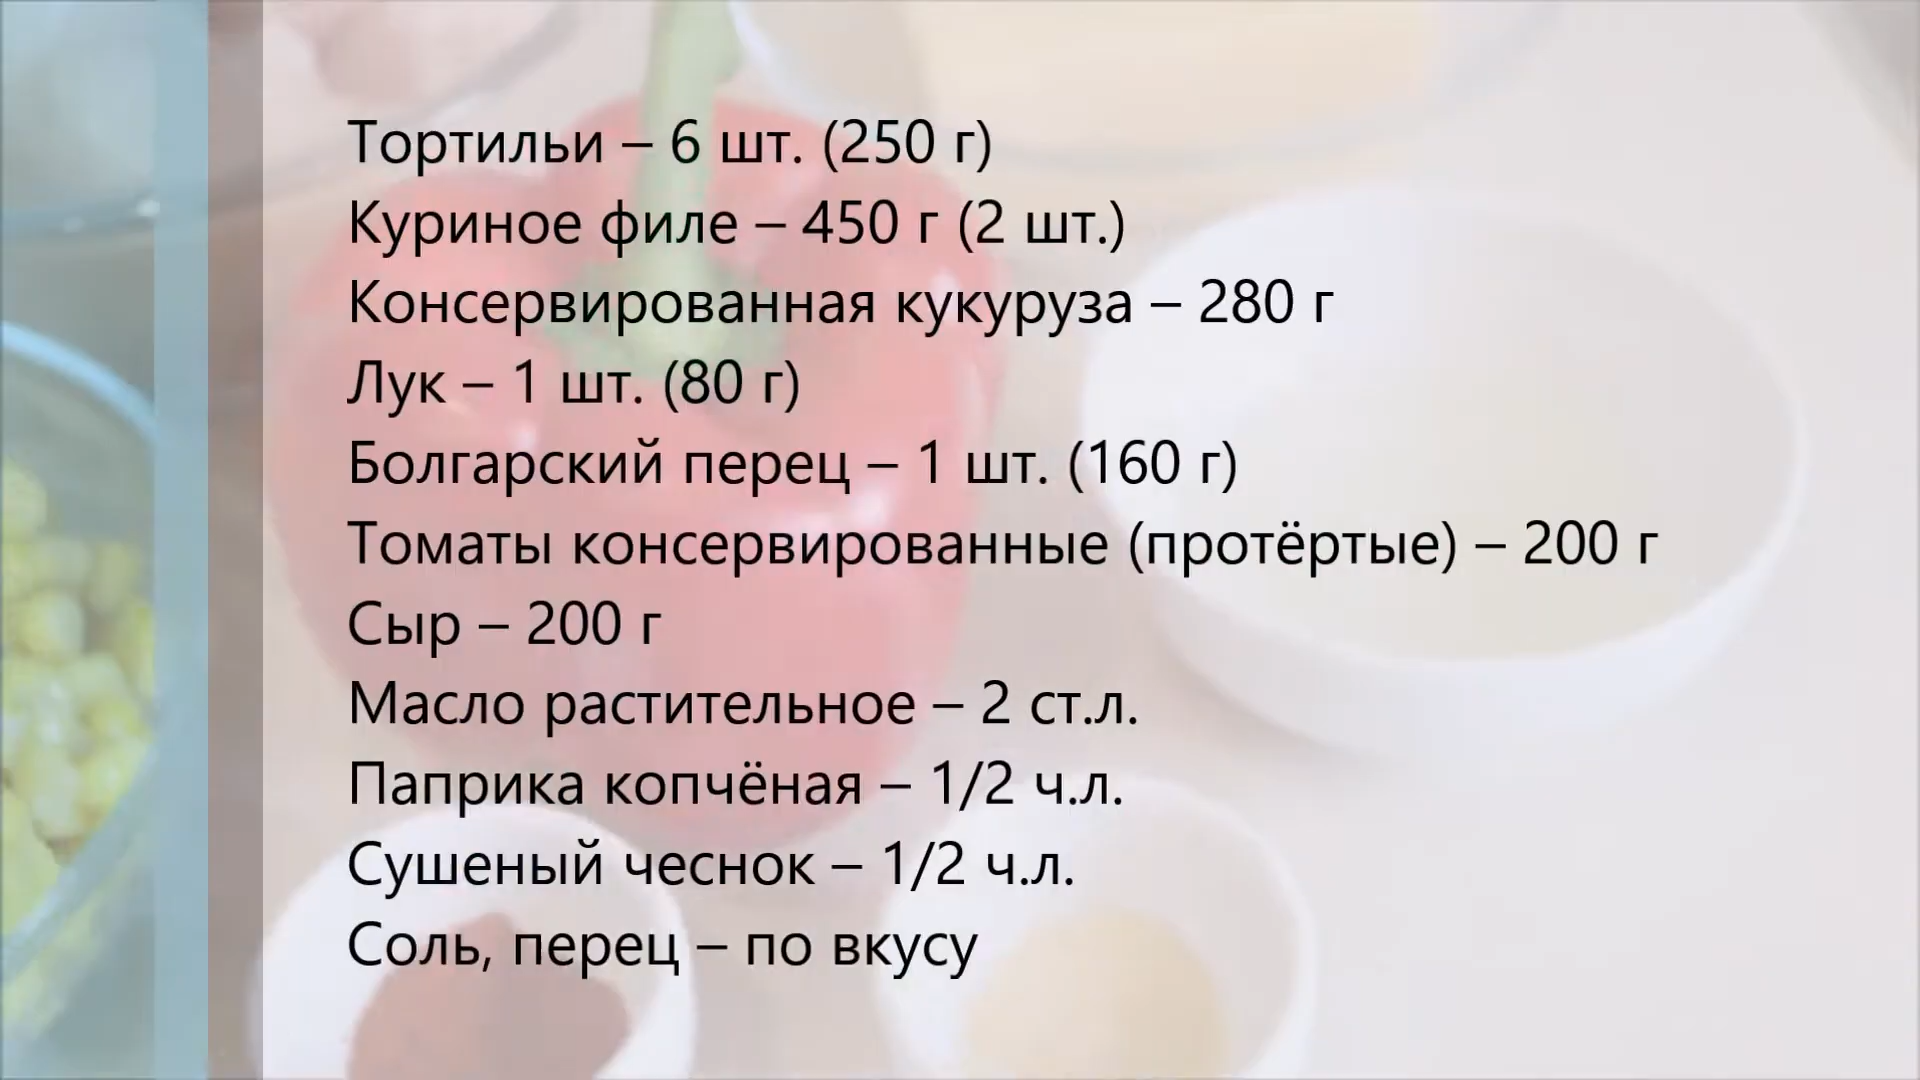 Тортильи – 6 шт. (250 г)
Куриное филе – 450 г (2 шт.)
Консервированная кукуруза – 280 г
Лук – 1 шт. (80 г)
Болгарский перец – 1 шт. (160 г)
Томаты консервированные (протёртые) – 200 г
Сыр – 200 г
Масло растительное – 2 ст.л.
Паприка копчёная – 1/2 ч.л.
Сушеный чеснок – 1/2 ч.л.
Соль, перец – по вкусу